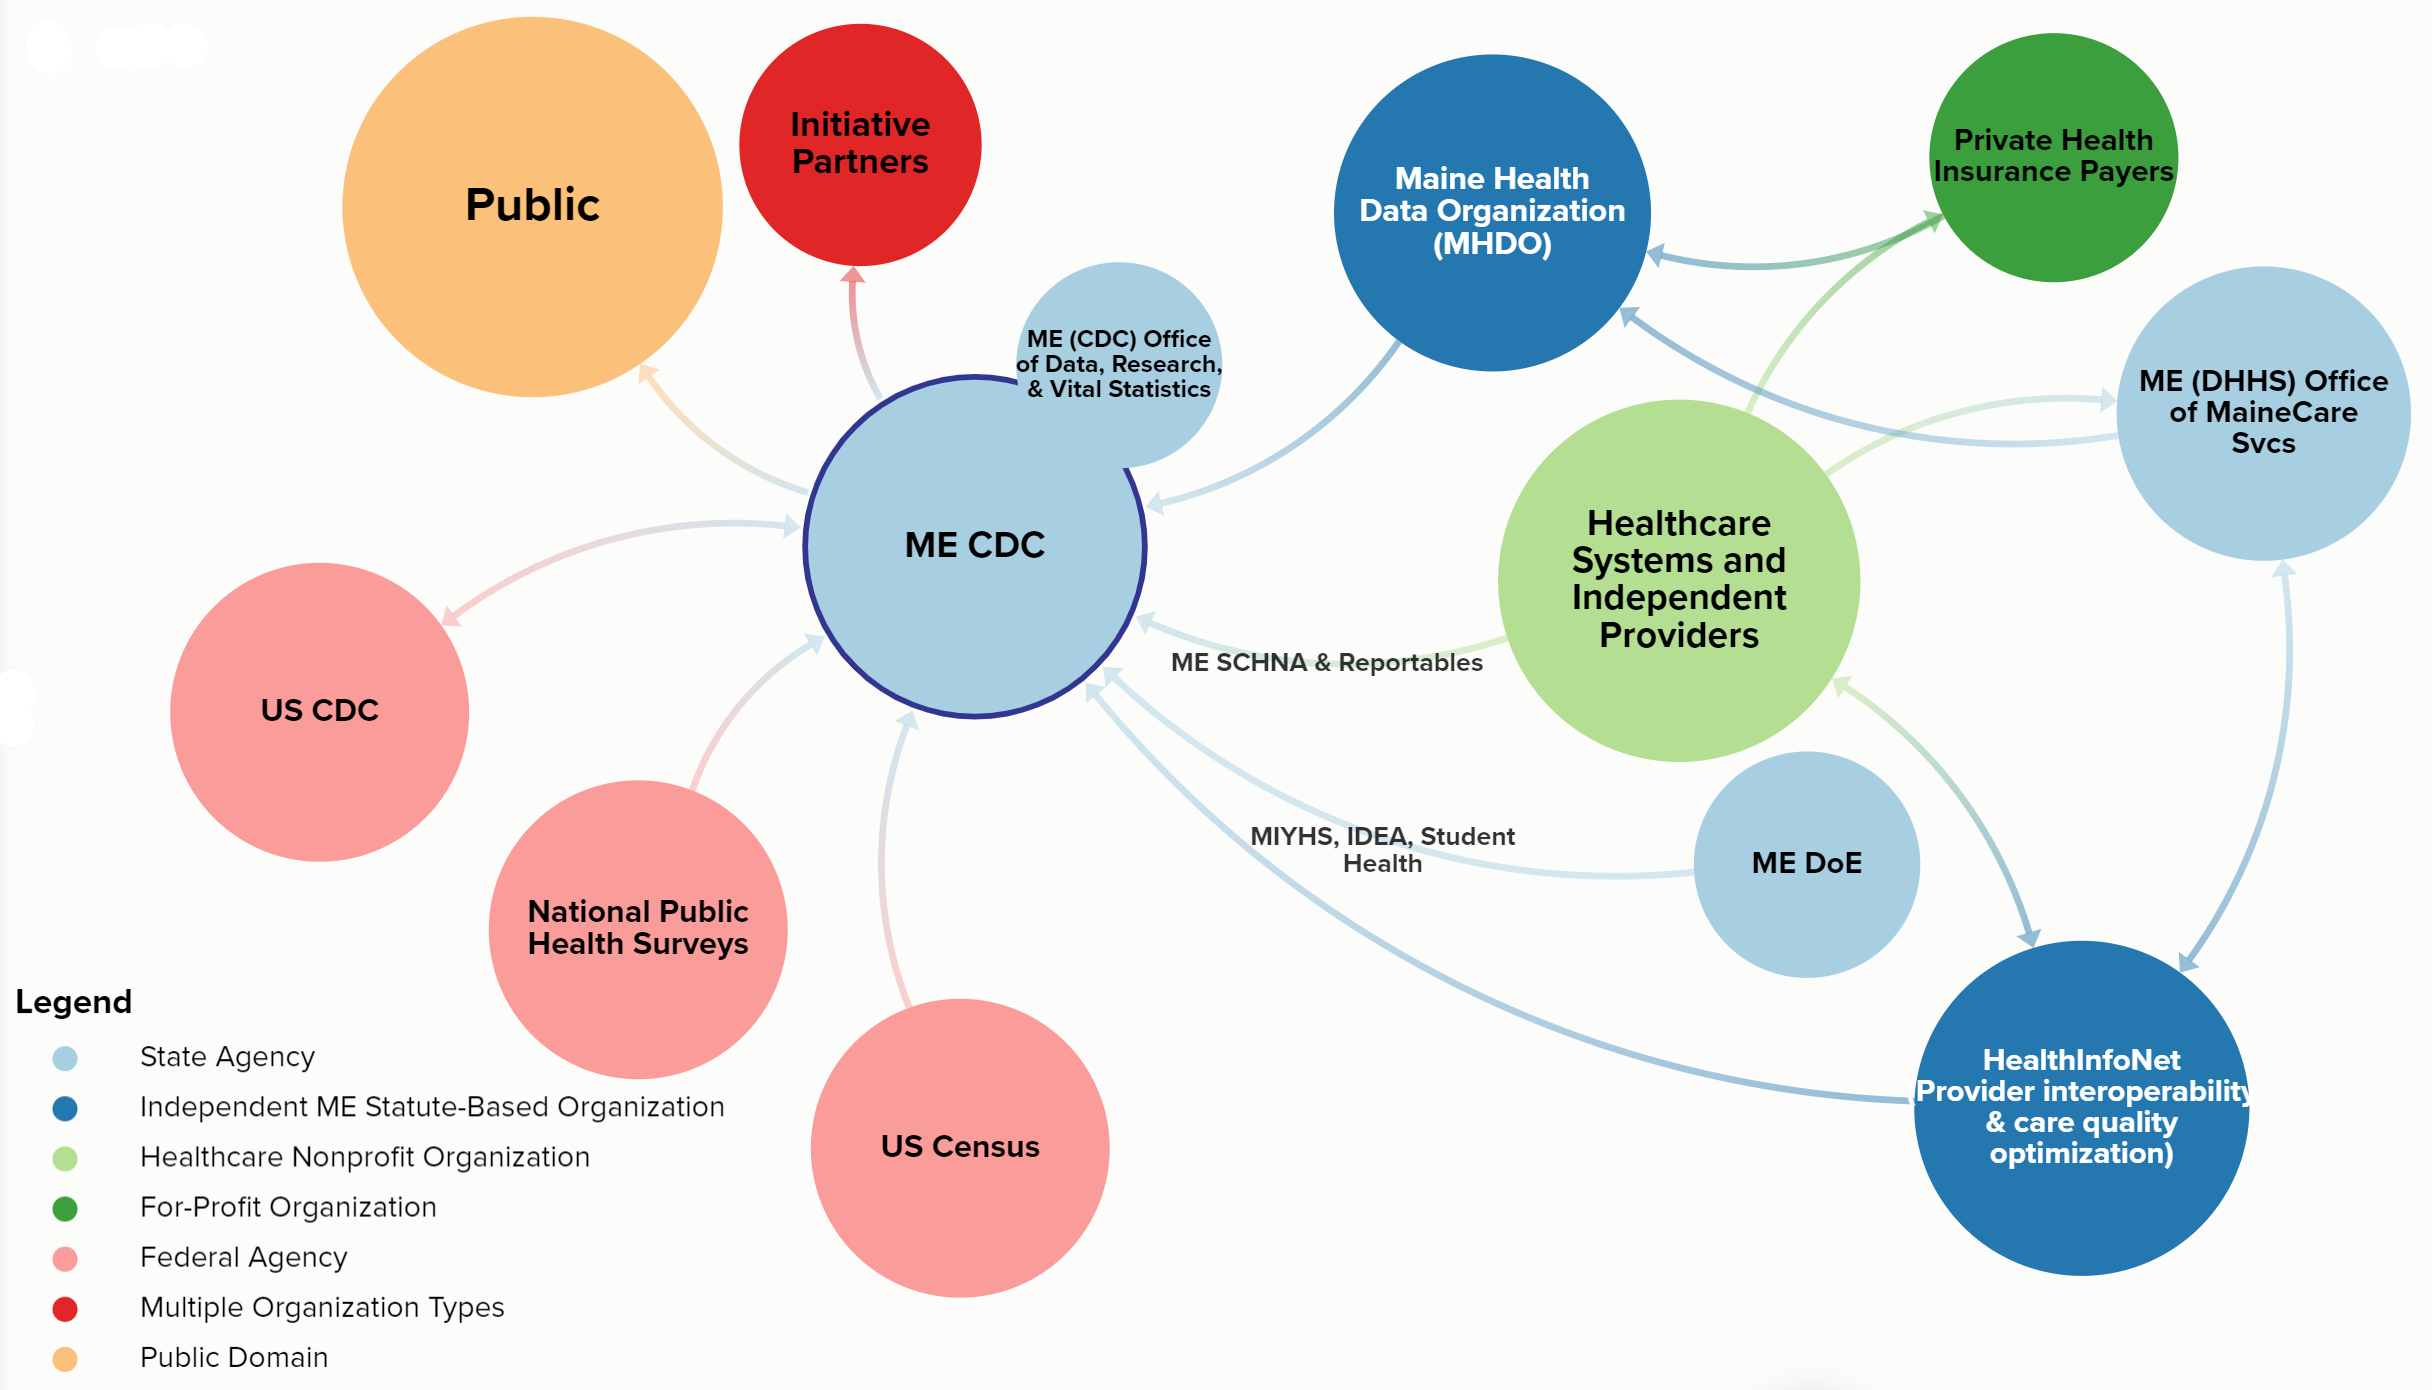 Public
Initiative
Partners
Maine Health
Data Organization
(MHDO)
Private Health
Insurance Payers
ME (CDC) Office
of Data, Research,
& Vital Statistics
ME (DHHS) Office
of MaineCare
Svcs
ME CDC
Healthcare
Systems and
Independent
Providers
ME SCHNA & Reportables
US CDC
MIYHS, IDEA, Student
Health
ME DoE
National Public
Health Surveys
US Census
HealthInfoNet
(Provider interoperability
& care quality
optimization)
Legend
State Agency
Independent ME Statute-Based Organization
Healthcare Nonprofit Organization
For-Profit Organization
Federal Agency
Multiple Organization Types
Public Domain